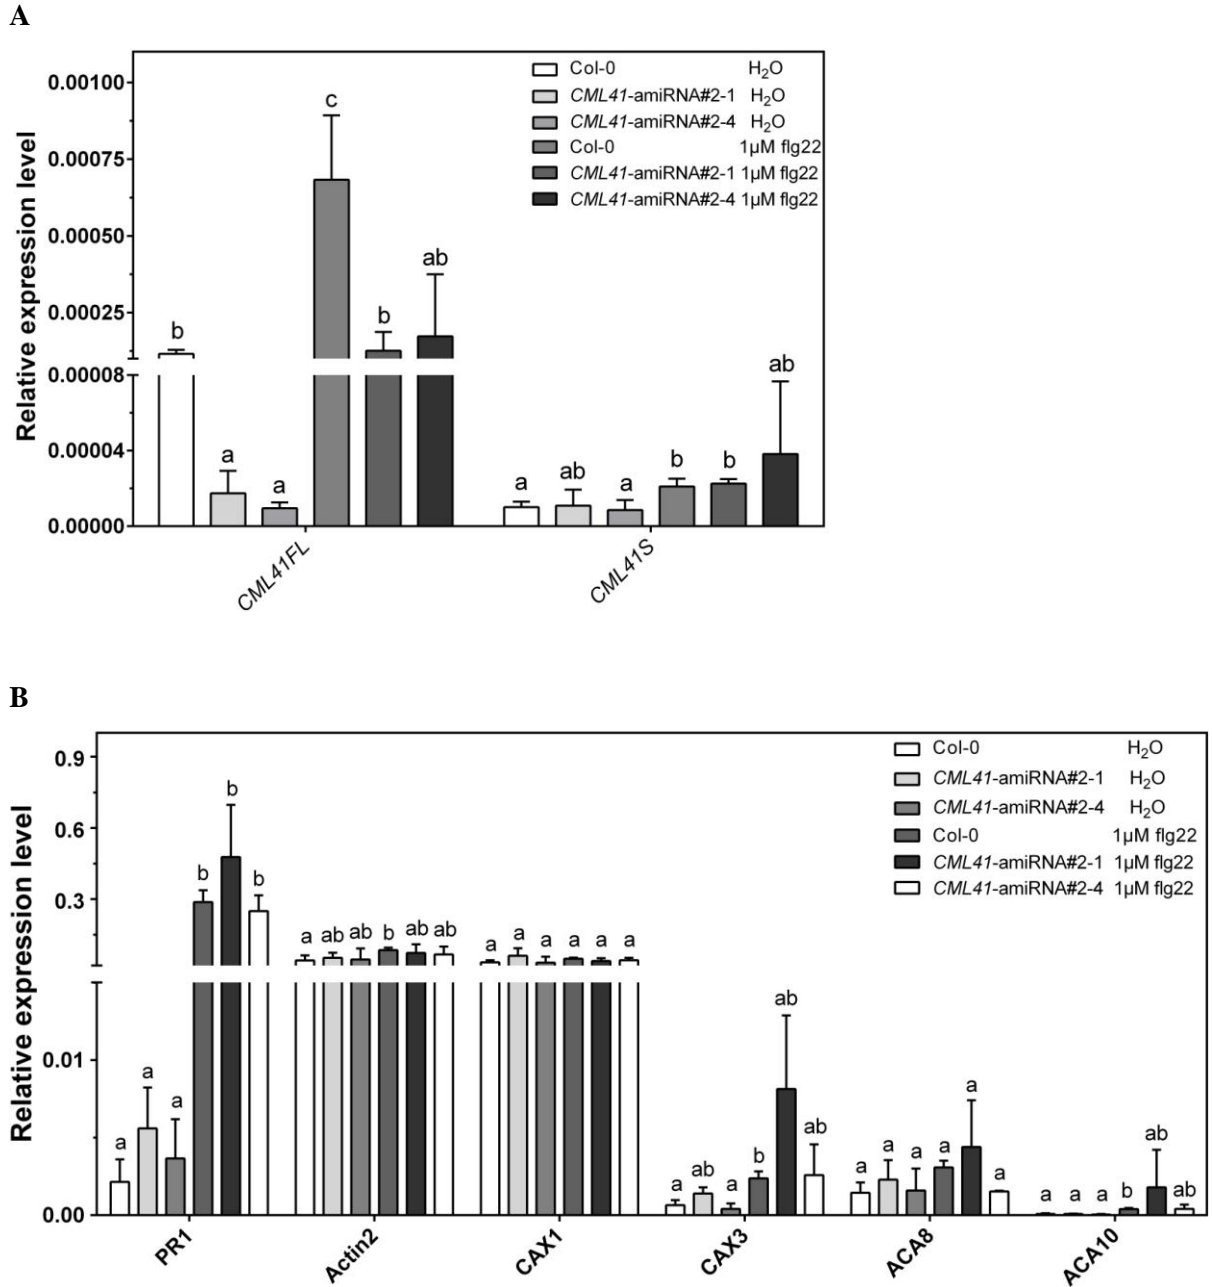 A
Relative expression level
0.00100
0.00075
0.00050
0.00025
0.00008
0.00004
0.00000
Col-0 H₂O
CML41-amiRNA#2-1 H₂O
CML41-amiRNA#2-4 H₂O
Col-0 1µM flg22
CML41-amiRNA#2-1 1µM flg22
CML41-amiRNA#2-4 1µM flg22
b a a c b ab
a ab a b b ab
CML41FL CML41S
B
Relative expression level
0.9
0.6
0.3
0.01
0.00
Col-0 H₂O
CML41-amiRNA#2-1 H₂O
CML41-amiRNA#2-4 H₂O
Col-0 1µM flg22
CML41-amiRNA#2-1 1µM flg22
CML41-amiRNA#2-4 1µM flg22
a a a b b b
a ab ab b ab ab
a a a a a a
a ab a b ab ab
a a a a a a
a a a b ab ab
PR1 Actin2 CAX1 CAX3 ACA8 ACA10